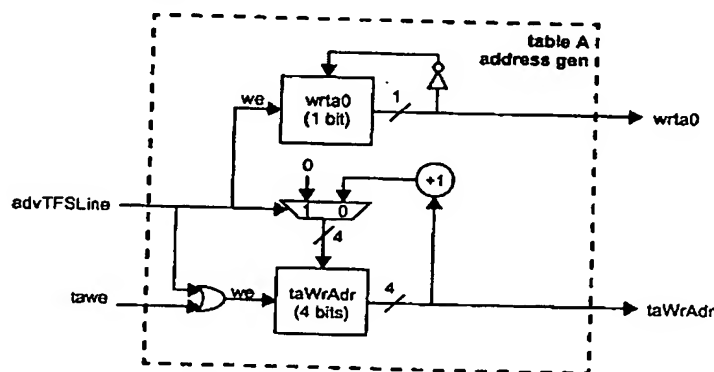 table A
address gen
we
wrta0
(1 bit)
1
wrta0
0
+1
advTFSLine
1 0
4
tawe
we
taWrAdr
(4 bits)
4
taWrAdr